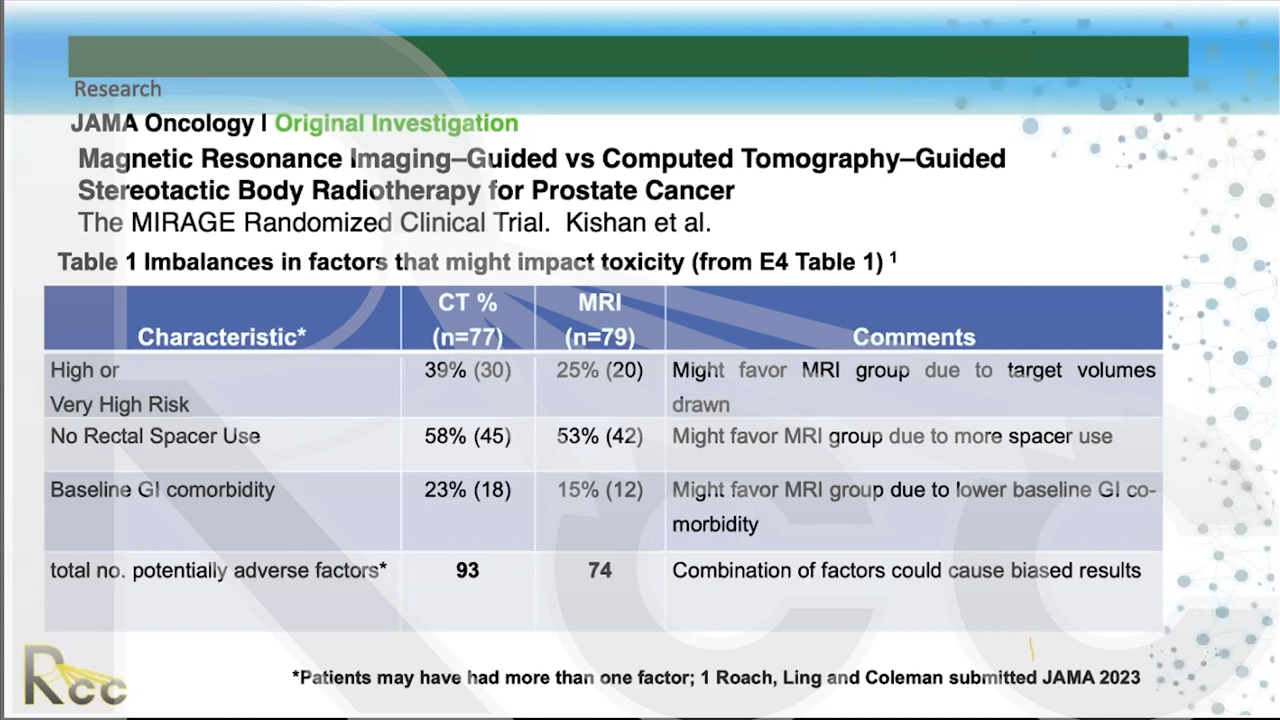 Research
JAMA Oncology I Original Investigation
Magnetic Resonance Imaging–Guided vs Computed Tomography–Guided
Stereotactic Body Radiotherapy for Prostate Cancer
The MIRAGE Randomized Clinical Trial.  Kishan et al.
Table 1 Imbalances in factors that might impact toxicity (from E4 Table 1) 1
Characteristic* CT % (n=77) MRI (n=79) Comments
High or
Very High Risk 39% (30) 25% (20) Might favor MRI group due to target volumes
drawn
No Rectal Spacer Use 58% (45) 53% (42) Might favor MRI group due to more spacer use
Baseline GI comorbidity 23% (18) 15% (12) Might favor MRI group due to lower baseline GI co-
morbidity
total no. potentially adverse factors* 93 74 Combination of factors could cause biased results
*Patients may have had more than one factor; 1 Roach, Ling and Coleman submitted JAMA 2023
Rcc